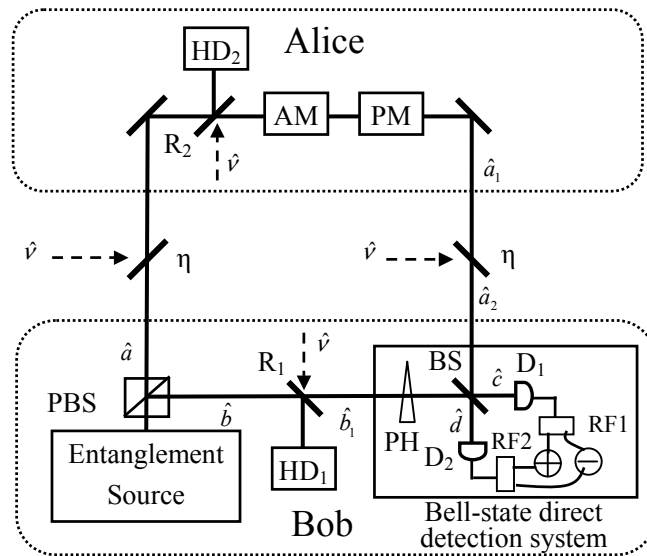 Alice
HD₂
AM
PM
R₂
v̂
â₁
v̂
η
v̂
η
â₂
â
R₁
v̂
BS
ĉ
D₁
PBS
b̂
b̂₁
PH
d̂
D₂
RF2
RF1
Entanglement
Source
HD₁
Bob
Bell-state direct
detection system